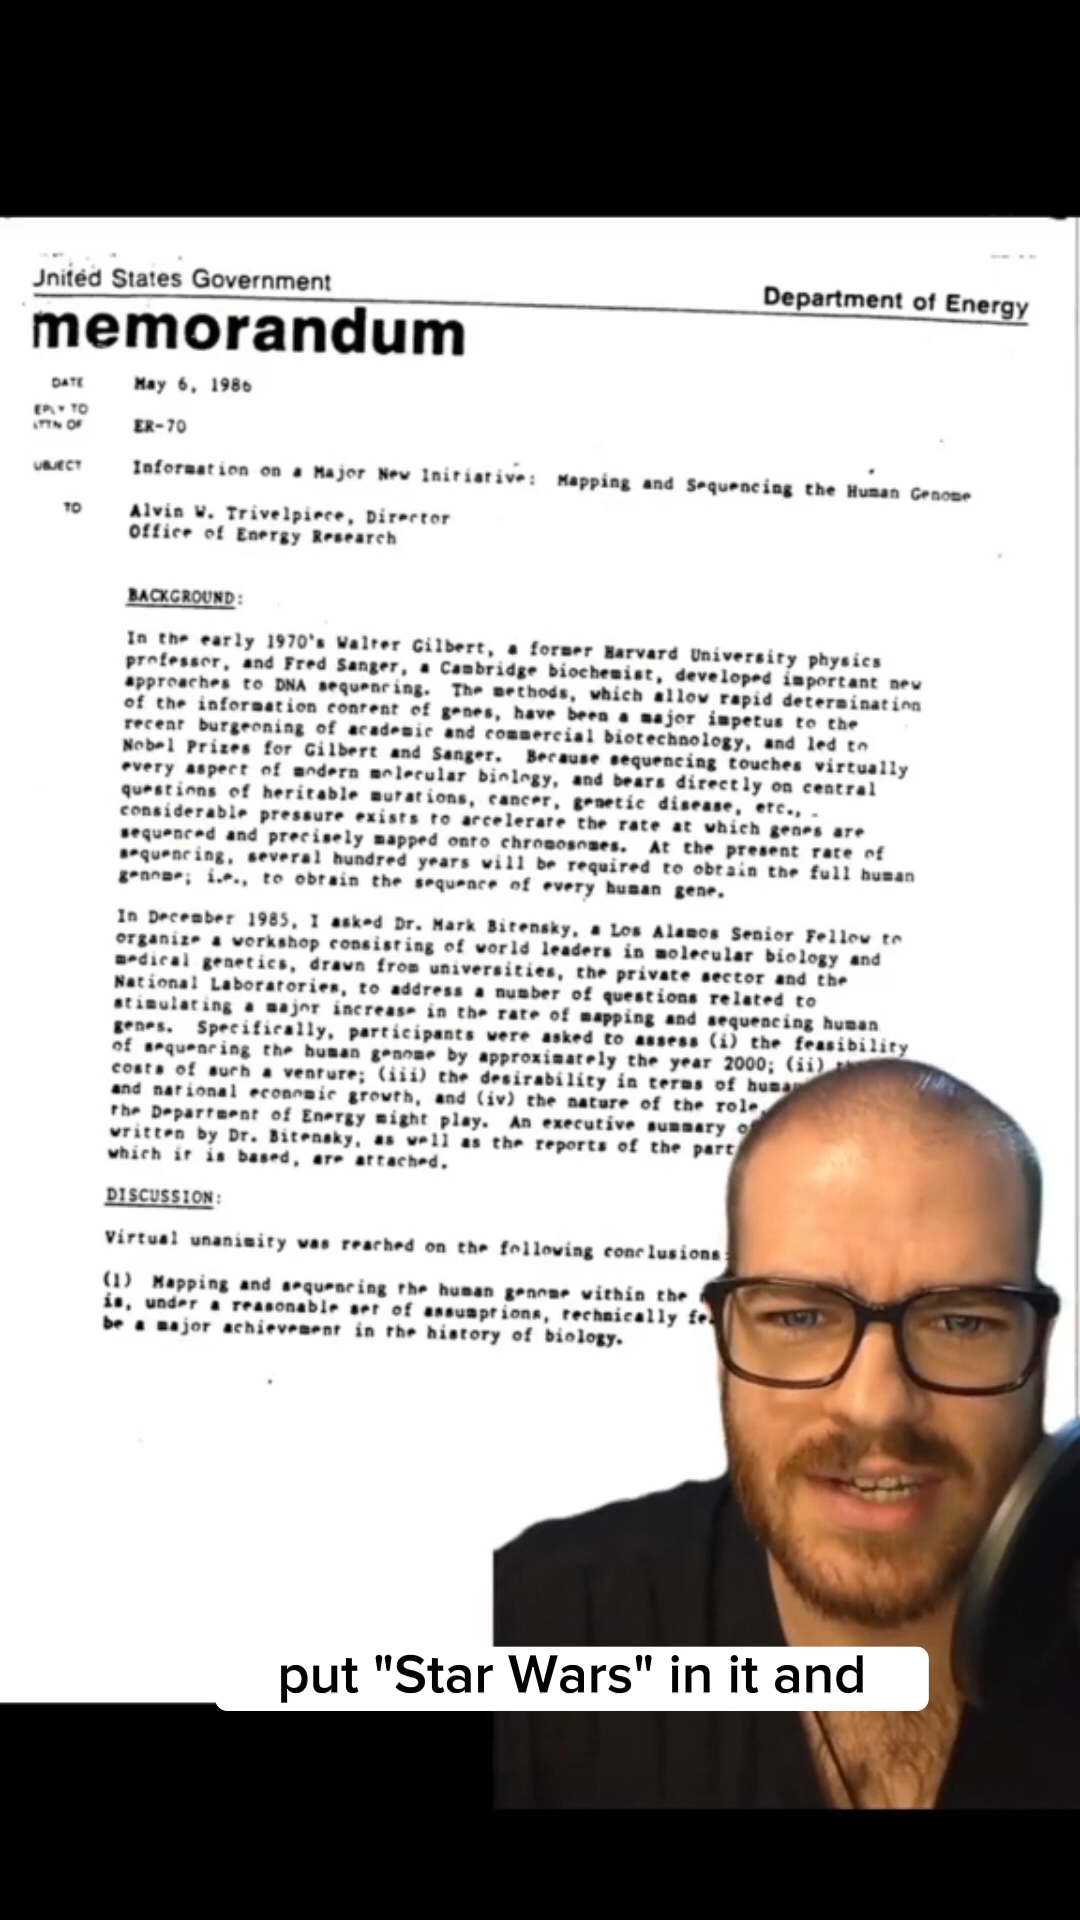 United States Government
Department of Energy
memorandum
DATE May 6, 1986
EPLY TO
ATTN OF ER-70
UBJECT Information on a Major New Initiative: Mapping and Sequencing the Human Genome
TO Alvin W. Trivelpiece, Director
Office of Energy Research
BACKGROUND:
In the early 1970's Walter Gilbert, a former Harvard University physics
professor, and Fred Sanger, a Cambridge biochemist, developed important new
approaches to DNA sequencing. The methods, which allow rapid determination
of the information content of genes, have been a major impetus to the
recent burgeoning of academic and commercial biotechnology, and led to
Nobel Prizes for Gilbert and Sanger. Because sequencing touches virtually
every aspect of modern molecular biology, and bears directly on central
questions of heritable mutations, cancer, genetic disease, etc.,
considerable pressure exists to accelerate the rate at which genes are
sequenced and precisely mapped onto chromosomes. At the present rate of
sequencing, several hundred years will be required to obtain the full human
genome; i.e., to obtain the sequence of every human gene.
In December 1985, I asked Dr. Mark Bitensky, a Los Alamos Senior Fellow to
organize a workshop consisting of world leaders in molecular biology and
medical genetics, drawn from universities, the private sector and the
National Laboratories, to address a number of questions related to
stimulating a major increase in the rate of mapping and sequencing human
genes. Specifically, participants were asked to assess (i) the feasibility
of sequencing the human genome by approximately the year 2000; (ii)
costs of such a venture; (iii) the desirability in terms of human
and national economic growth, and (iv) the nature of the role
the Department of Energy might play. An executive summary
written by Dr. Bitensky, as well as the reports of the part
which it is based, are attached.
DISCUSSION:
Virtual unanimity was reached on the following conclusions:
(1) Mapping and sequencing the human genome within the
is, under a reasonable set of assumptions, technically fe
be a major achievement in the history of biology.
put "Star Wars" in it and